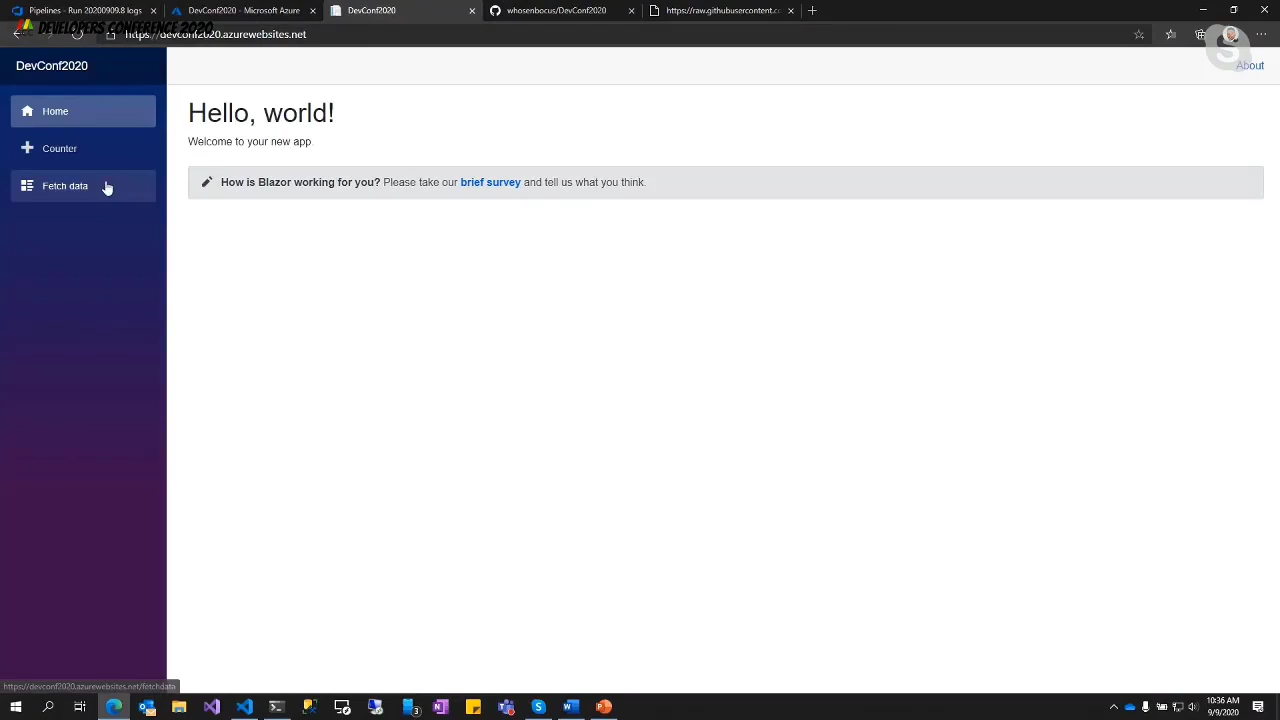 Pipelines - Run 20200909.8 logs
DevConf2020 - Microsoft Azure
DevConf2020
whosenbocus/DevConf2020
https://raw.githubusercontent.c
DEVELOPERS CONFERENCE 2020
https://devconf2020.azurewebsites.net
DevConf2020
About
Home
Counter
Fetch data
Hello, world!
Welcome to your new app.
How is Blazor working for you? Please take our brief survey and tell us what you think.
https://devconf2020.azurewebsites.net/fetchdata
3
10:36 AM
9/9/2020